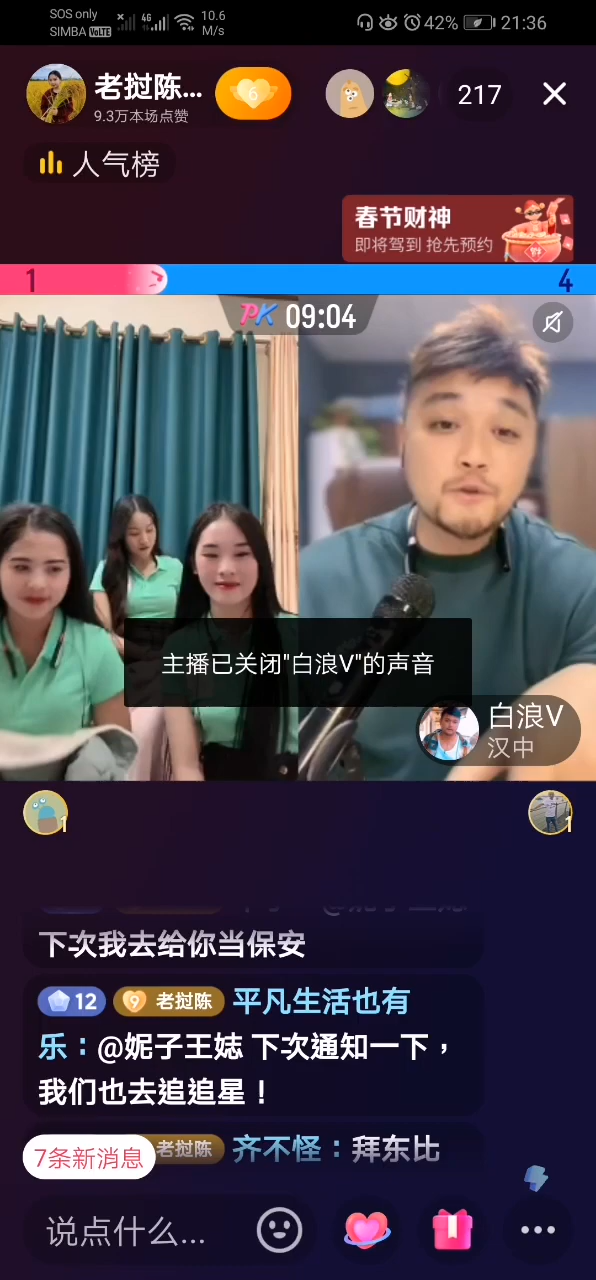 SOS only
SIMBA VoLTE
4G
10.6
M/s
42%
21:36
老挝陈...
9.3万本场点赞
6
217
人气榜
春节财神
即将驾到 抢先预约
1
4
PK 09:04
主播已关闭"白浪V"的声音
白浪V
汉中
1
1
下次我去给你当保安
12 9 老挝陈 平凡生活也有
乐：@妮子王娡 下次通知一下，
我们也去追追星！
老挝陈 齐不怪：拜东比
7条新消息
说点什么...